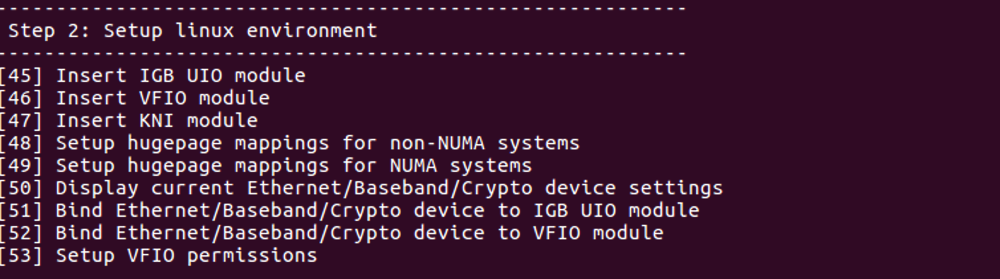 ----------------------------------------------------------
Step 2: Setup linux environment
----------------------------------------------------------
[45] Insert IGB UIO module
[46] Insert VFIO module
[47] Insert KNI module
[48] Setup hugepage mappings for non-NUMA systems
[49] Setup hugepage mappings for NUMA systems
[50] Display current Ethernet/Baseband/Crypto device settings
[51] Bind Ethernet/Baseband/Crypto device to IGB UIO module
[52] Bind Ethernet/Baseband/Crypto device to VFIO module
[53] Setup VFIO permissions